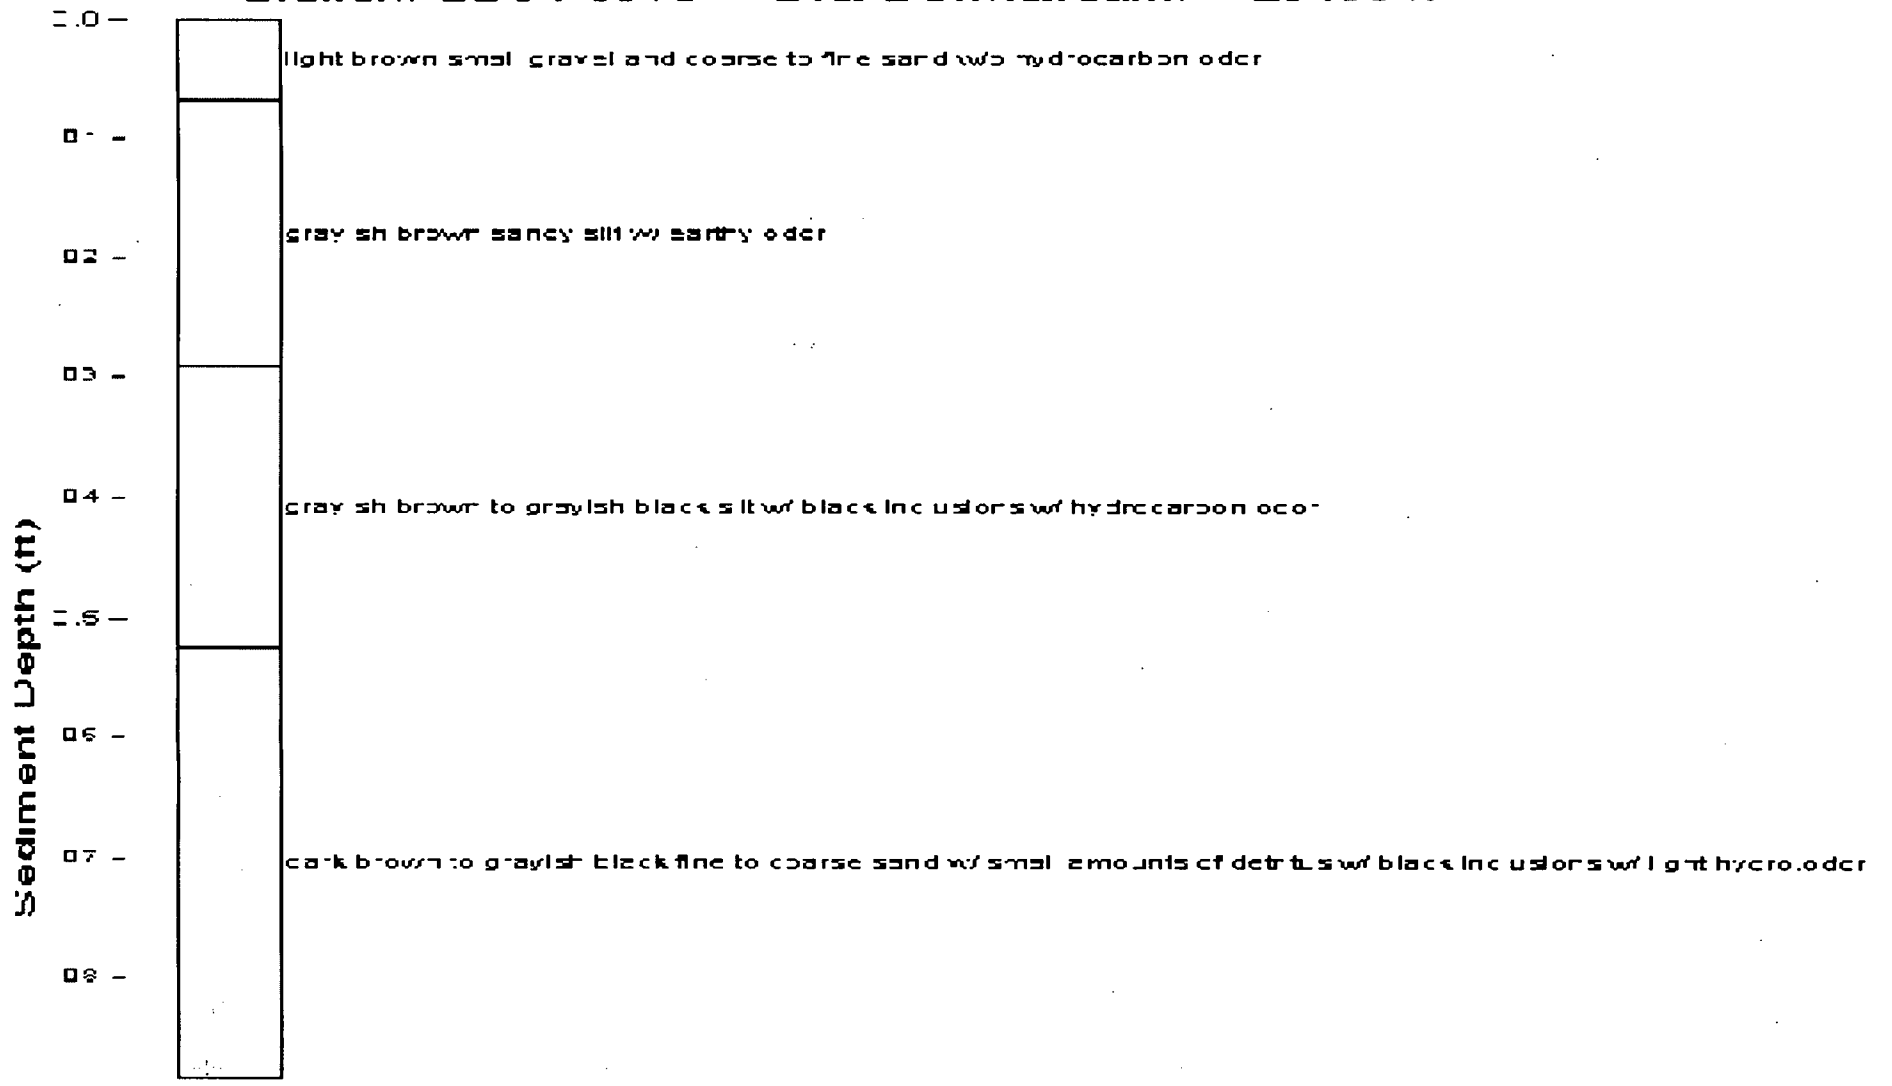 0.0
light brown small gravel and coarse to fine sand w/o hydrocarbon odor
0.1
grayish brown sandy silt w/ earthy odor
0.2
0.3
0.4
grayish brown to grayish black silt w/ black inclusions w/ hydrocarbon odor
Sediment Depth (ft)
0.5
0.6
0.7
dark brown to grayish black fine to coarse sand w/ small amounts of detritus w/ black inclusions w/ light hydro.odor
0.8